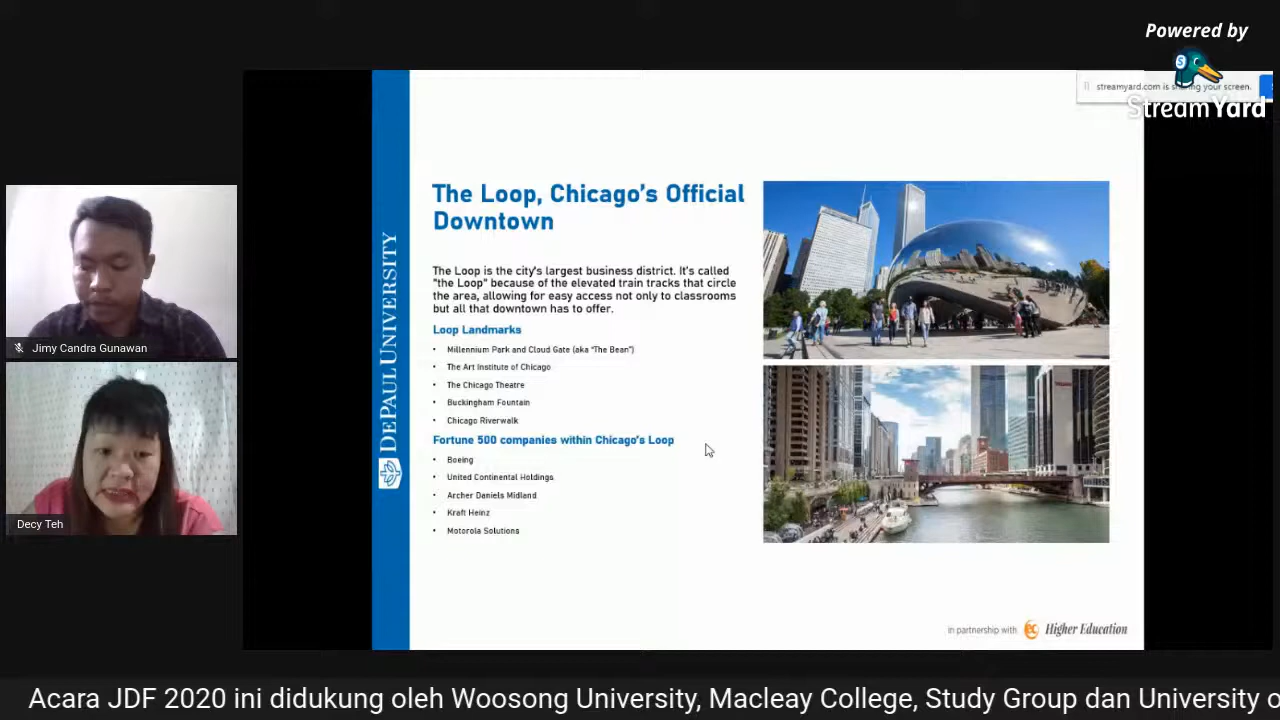 Powered by
StreamYard
streamyard.com is sharing your screen.
The Loop, Chicago's Official
Downtown
The Loop is the city's largest business district. It's called
"the Loop" because of the elevated train tracks that circle
the area, allowing for easy access not only to classrooms
but all that downtown has to offer.
Loop Landmarks
• Millennium Park and Cloud Gate (aka "The Bean")
• The Art Institute of Chicago
• The Chicago Theatre
• Buckingham Fountain
• Chicago Riverwalk
Fortune 500 companies within Chicago's Loop
• Boeing
• United Continental Holdings
• Archer Daniels Midland
• Kraft Heinz
• Motorola Solutions
DEPAUL UNIVERSITY
in partnership with ec Higher Education
Jimy Candra Gunawan
Decy Teh
Acara JDF 2020 ini didukung oleh Woosong University, Macleay College, Study Group dan University o